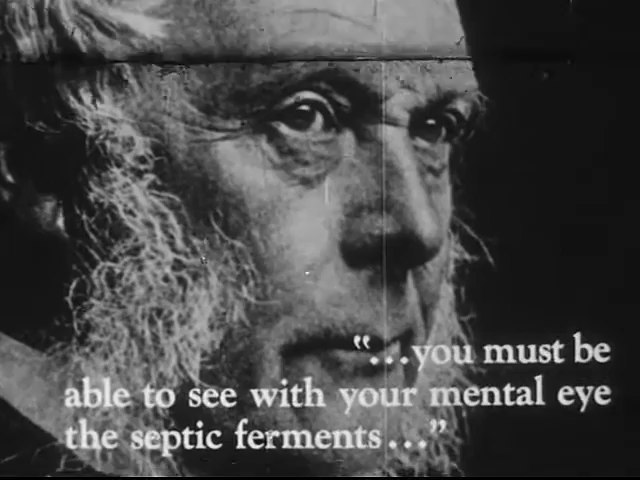 “...you must be
able to see with your mental eye
the septic ferments...”